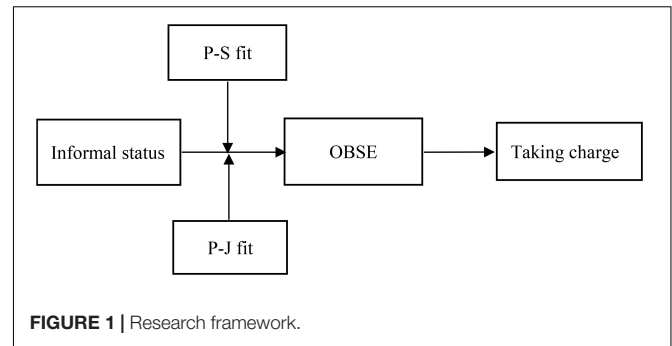 P-S fit
Informal status
OBSE
Taking charge
P-J fit
FIGURE 1 | Research framework.